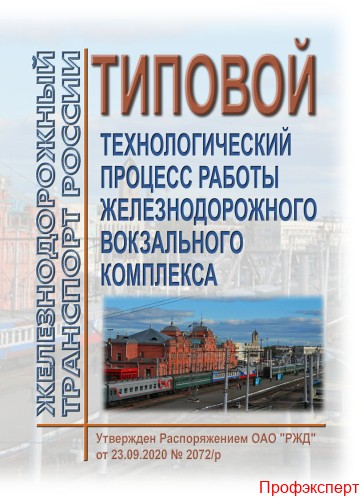 ЖЕЛЕЗНОДОРОЖНЫЙ
ТРАНСПОРТ РОССИИ
ТИПОВОЙ
ТЕХНОЛОГИЧЕСКИЙ
ПРОЦЕСС РАБОТЫ
ЖЕЛЕЗНОДОРОЖНОГО
ВОКЗАЛЬНОГО
КОМПЛЕКСА
Утвержден Распоряжением ОАО "РЖД"
от 23.09.2020 № 2072/р
Профэксперт